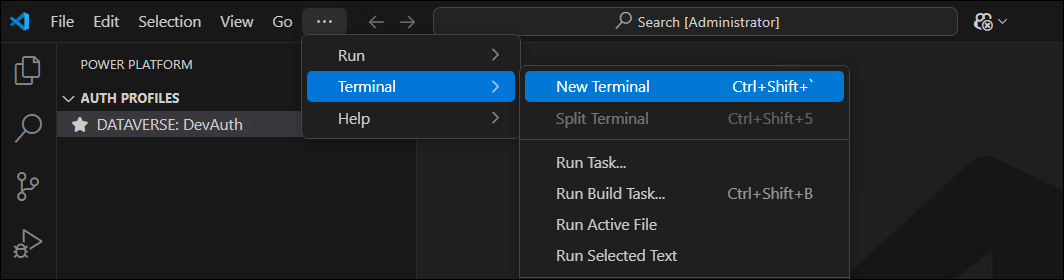 File Edit Selection View Go ... Search [Administrator]
POWER PLATFORM
AUTH PROFILES
DATAVERSE: DevAuth
Run
Terminal
Help
New Terminal Ctrl+Shift+`
Split Terminal Ctrl+Shift+5
Run Task...
Run Build Task... Ctrl+Shift+B
Run Active File
Run Selected Text